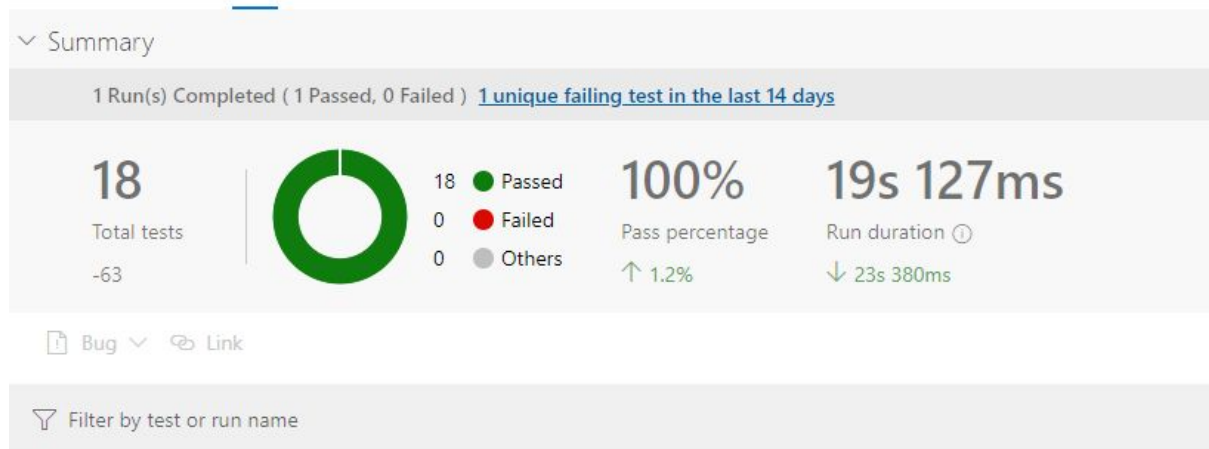 Summary
1 Run(s) Completed ( 1 Passed, 0 Failed ) 1 unique failing test in the last 14 days
18
Total tests
-63
18 Passed
0 Failed
0 Others
100%
Pass percentage
1.2%
19s 127ms
Run duration
23s 380ms
Bug
Link
Filter by test or run name